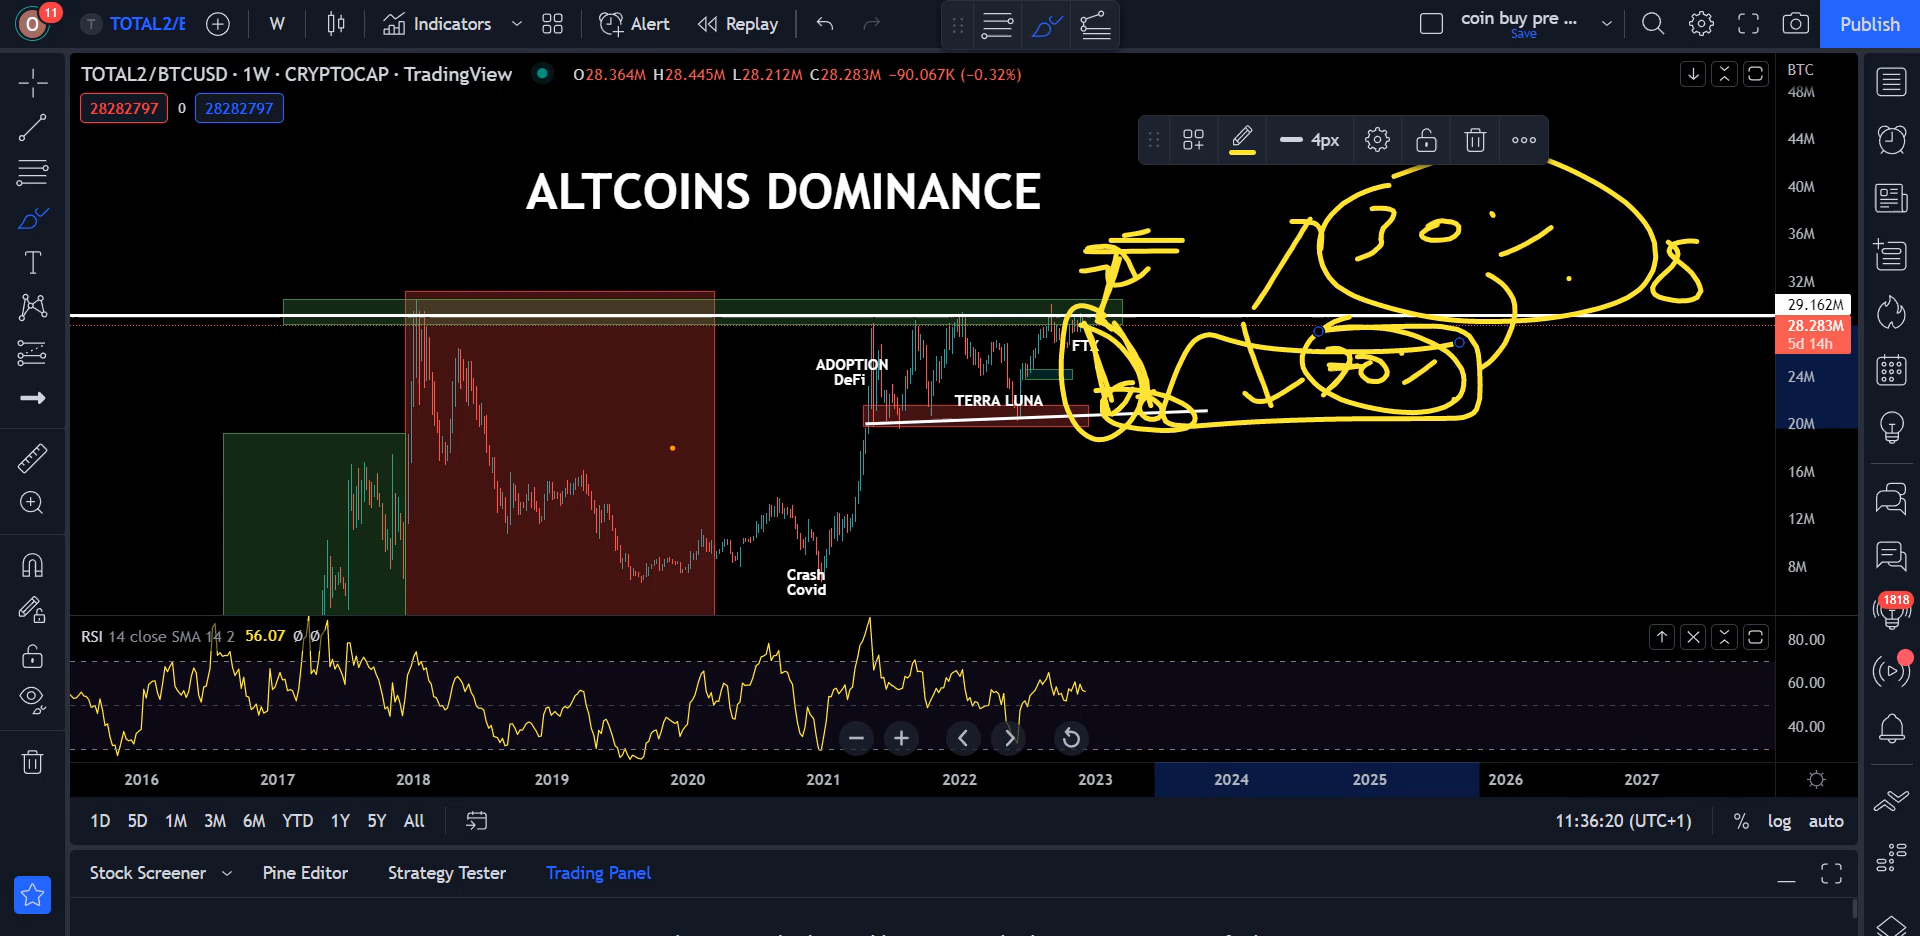 O 11 T TOTAL2/B W Indicators Alert Replay coin buy pre ... Save Publish
TOTAL2/BTCUSD · 1W · CRYPTOCAP · TradingView O28.364M H28.445M L28.212M C28.283M −90.067K (−0.32%)
28282797 0 28282797
BTC
48M
4px
44M
ALTCOINS DOMINANCE
40M
30%
36M
8
32M
29.162M
28.283M
5d 14h
FTX
ADOPTION
DeFi
24M
TERRA LUNA
20M
16M
12M
Crash
Covid
8M
RSI 14 close SMA 14 2 56.07 Ø Ø
80.00
60.00
40.00
2016 2017 2018 2019 2020 2021 2022 2023 2024 2025 2026 2027
1D 5D 1M 3M 6M YTD 1Y 5Y All 11:36:20 (UTC+1) % log auto
1818
Stock Screener Pine Editor Strategy Tester Trading Panel